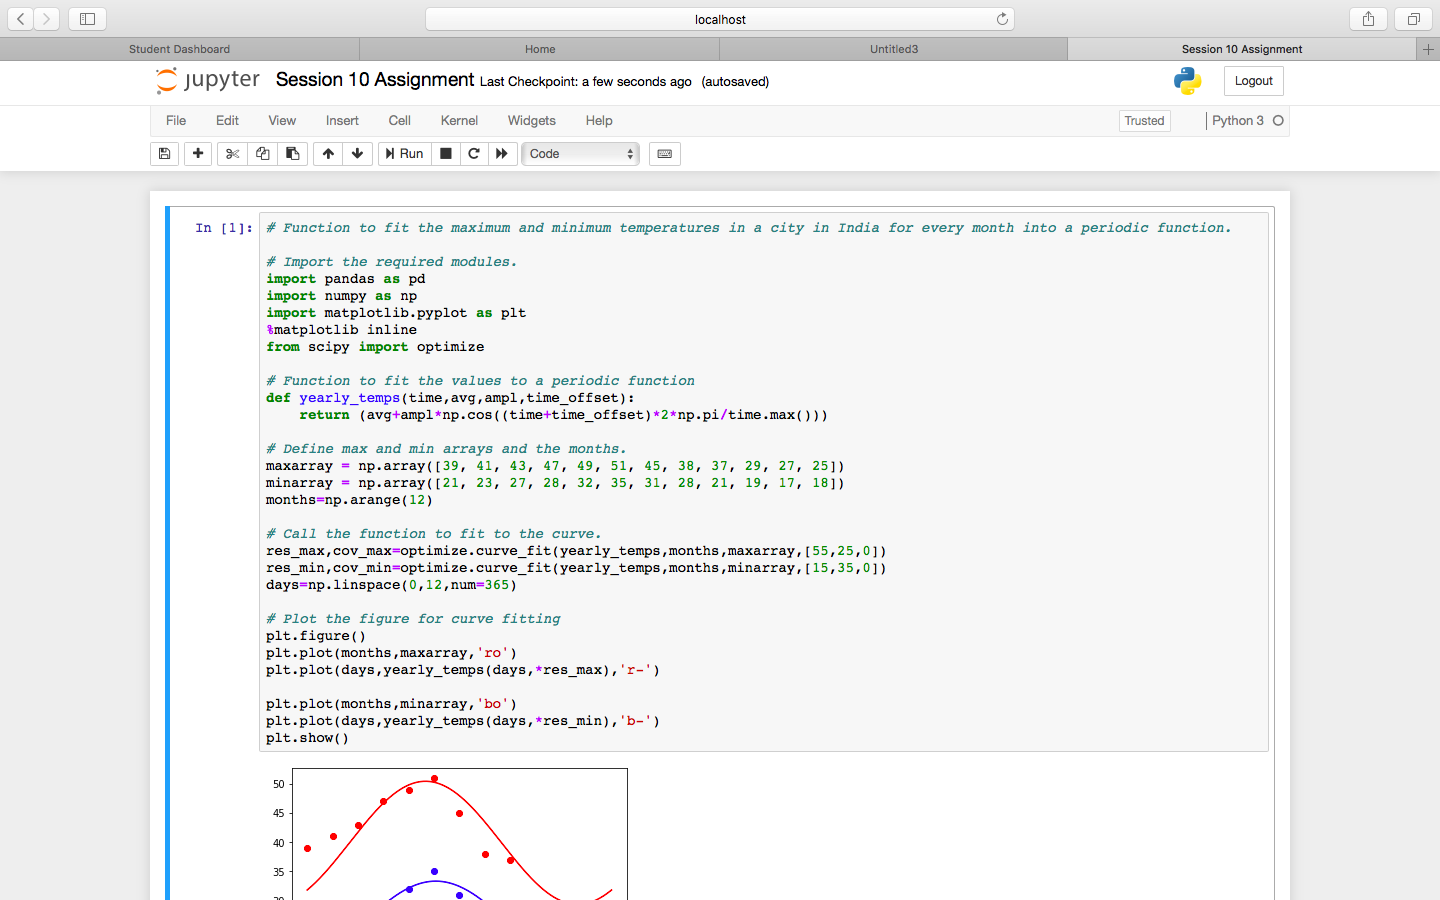 localhost
Student Dashboard
Home
Untitled3
Session 10 Assignment
+
jupyter Session 10 Assignment Last Checkpoint: a few seconds ago (autosaved)
Logout
File Edit View Insert Cell Kernel Widgets Help
Trusted
Python 3
Run
Code
In [1]:
# Function to fit the maximum and minimum temperatures in a city in India for every month into a periodic function.
# Import the required modules.
import pandas as pd
import numpy as np
import matplotlib.pyplot as plt
%matplotlib inline
from scipy import optimize
# Function to fit the values to a periodic function
def yearly_temps(time,avg,ampl,time_offset):
    return (avg+ampl*np.cos((time+time_offset)*2*np.pi/time.max()))
# Define max and min arrays and the months.
maxarray = np.array([39, 41, 43, 47, 49, 51, 45, 38, 37, 29, 27, 25])
minarray = np.array([21, 23, 27, 28, 32, 35, 31, 28, 21, 19, 17, 18])
months=np.arange(12)
# Call the function to fit to the curve.
res_max,cov_max=optimize.curve_fit(yearly_temps,months,maxarray,[55,25,0])
res_min,cov_min=optimize.curve_fit(yearly_temps,months,minarray,[15,35,0])
days=np.linspace(0,12,num=365)
# Plot the figure for curve fitting
plt.figure()
plt.plot(months,maxarray,'ro')
plt.plot(days,yearly_temps(days,*res_max),'r-')
plt.plot(months,minarray,'bo')
plt.plot(days,yearly_temps(days,*res_min),'b-')
plt.show()
50
45
40
35